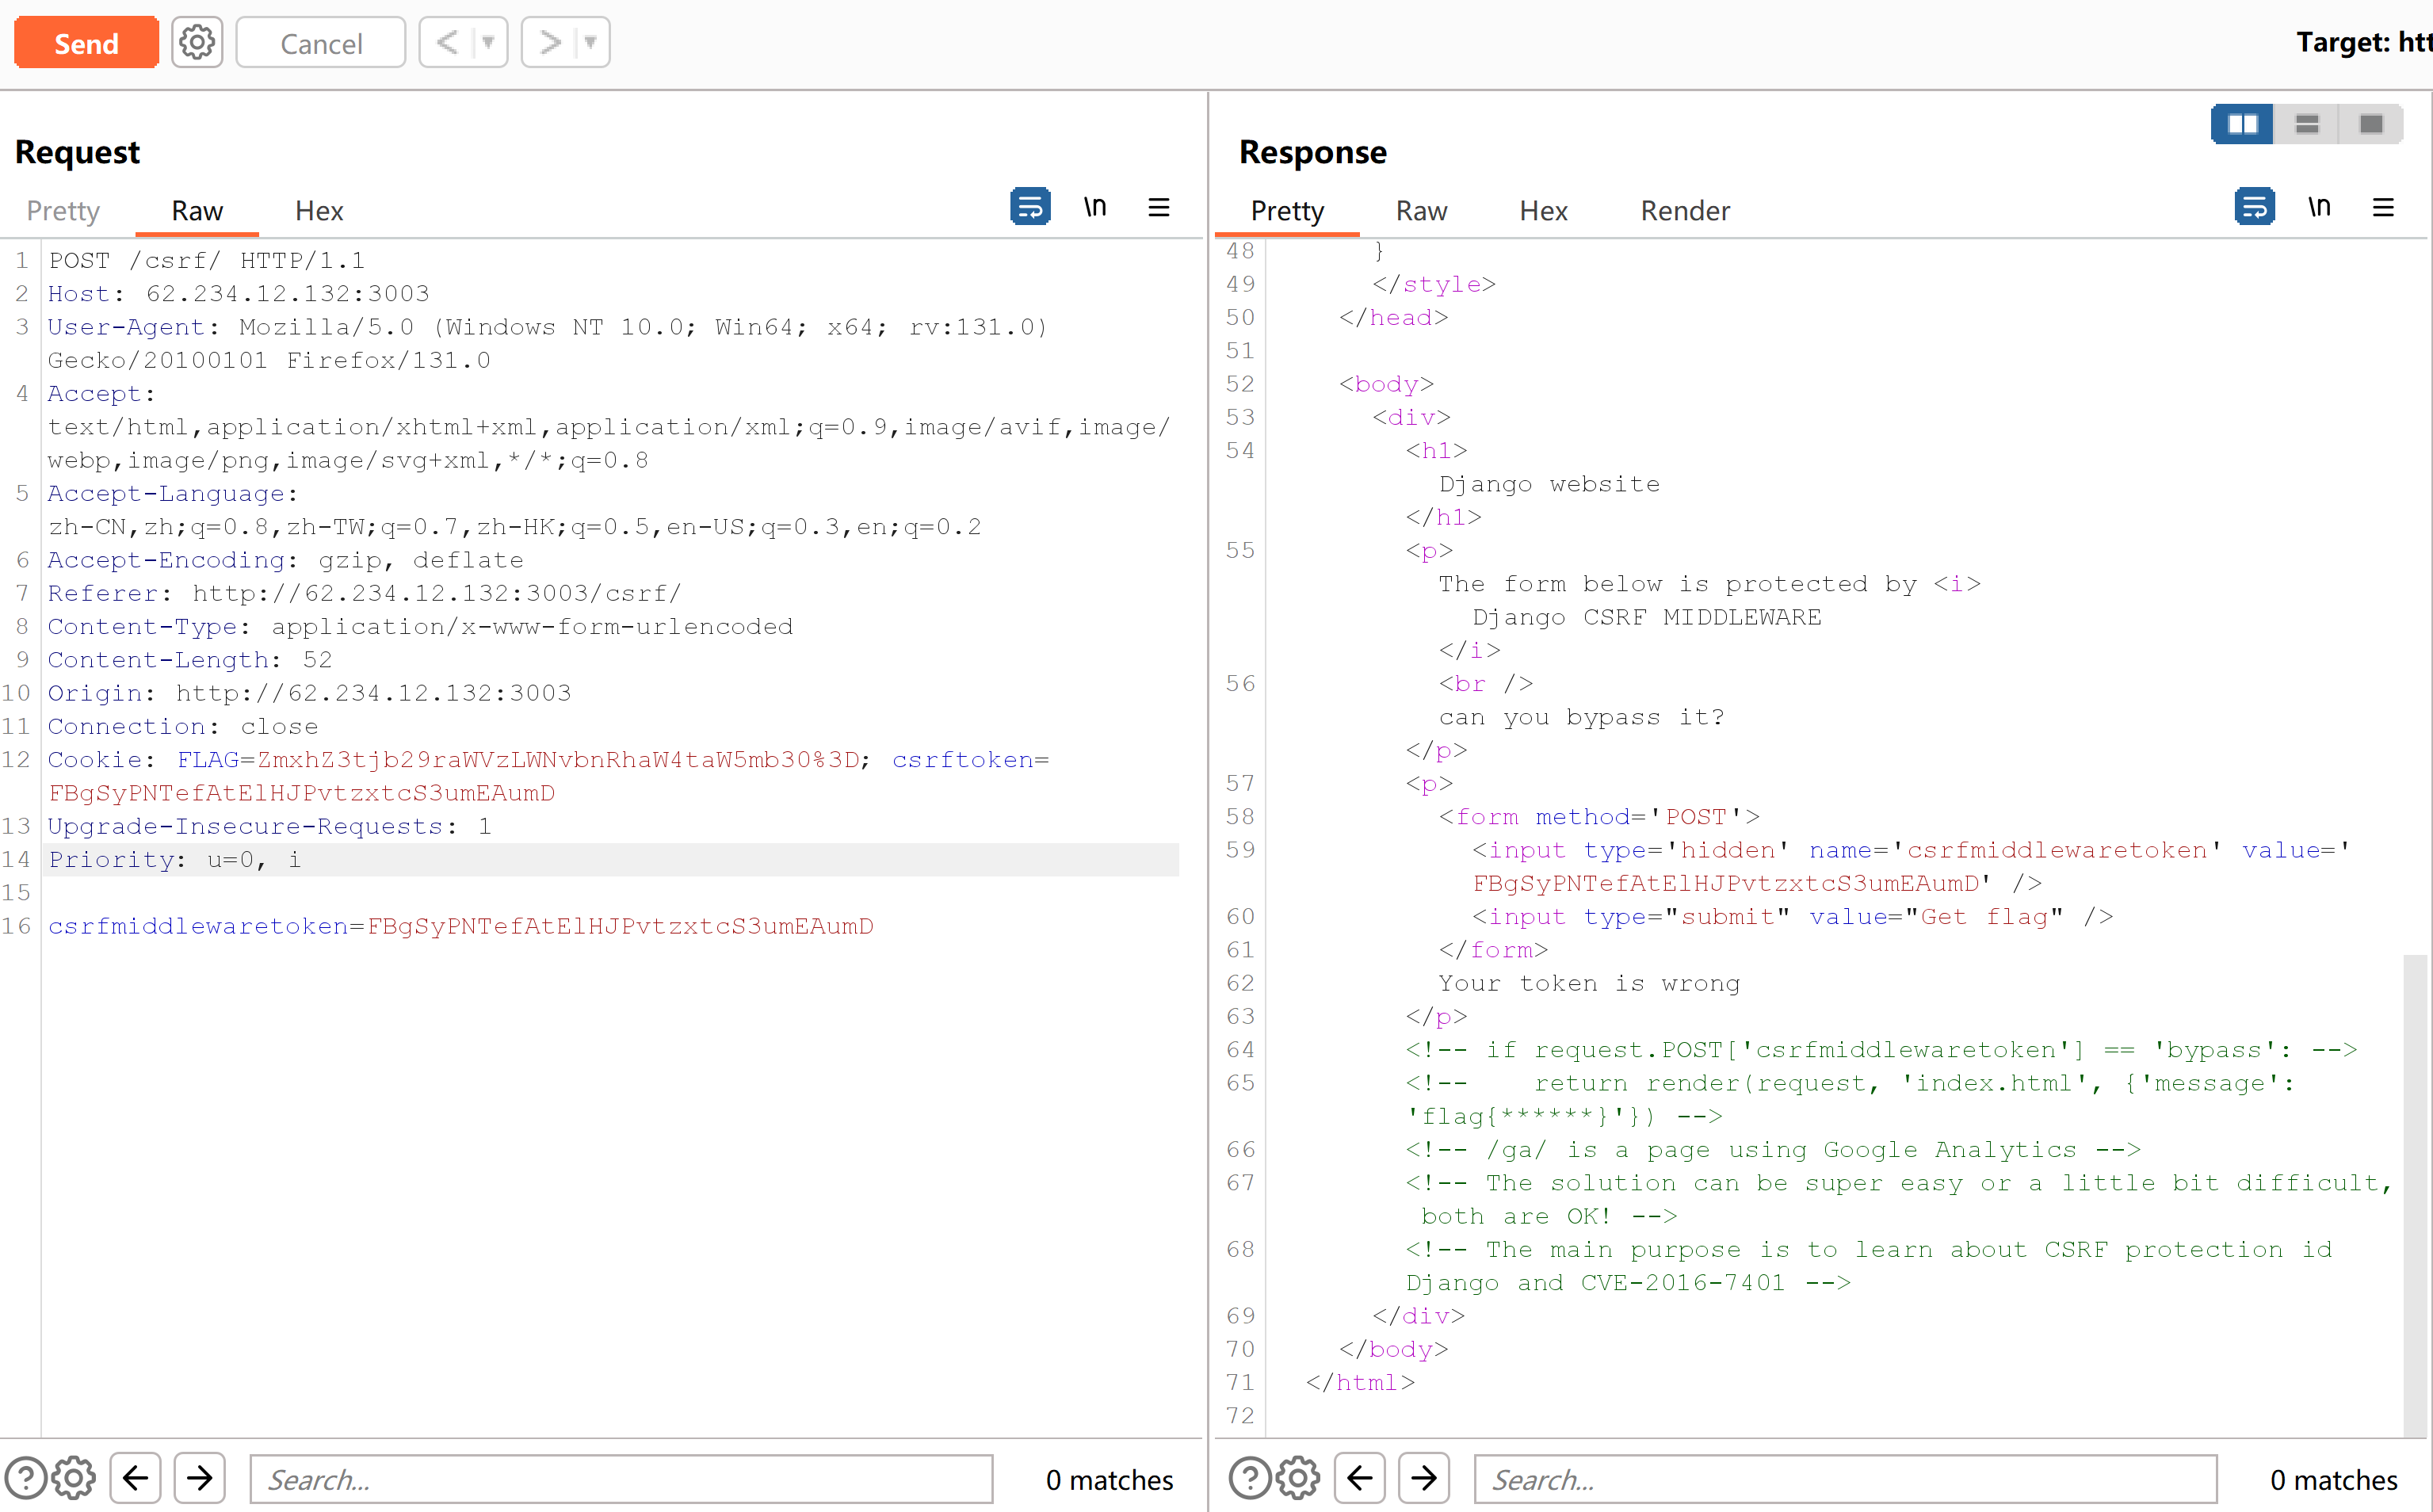 Send
Cancel
Target: htt
Request
Pretty Raw Hex
\n
1 POST /csrf/ HTTP/1.1
2 Host: 62.234.12.132:3003
3 User-Agent: Mozilla/5.0 (Windows NT 10.0; Win64; x64; rv:131.0)
Gecko/20100101 Firefox/131.0
4 Accept:
text/html,application/xhtml+xml,application/xml;q=0.9,image/avif,image/
webp,image/png,image/svg+xml,*/*;q=0.8
5 Accept-Language:
zh-CN,zh;q=0.8,zh-TW;q=0.7,zh-HK;q=0.5,en-US;q=0.3,en;q=0.2
6 Accept-Encoding: gzip, deflate
7 Referer: http://62.234.12.132:3003/csrf/
8 Content-Type: application/x-www-form-urlencoded
9 Content-Length: 52
10 Origin: http://62.234.12.132:3003
11 Connection: close
12 Cookie: FLAG=ZmxhZ3tjb29raWVzLWNvbnRhaW4taW5mb30%3D; csrftoken=
FBgSyPNTefAtElHJPvtzxtcS3umEAumD
13 Upgrade-Insecure-Requests: 1
14 Priority: u=0, i
15
16 csrfmiddlewaretoken=FBgSyPNTefAtElHJPvtzxtcS3umEAumD
Search...
0 matches
Response
Pretty Raw Hex Render
\n
48 }
49 </style>
50 </head>
51
52 <body>
53 <div>
54 <h1>
Django website
</h1>
55 <p>
The form below is protected by <i>
Django CSRF MIDDLEWARE
</i>
56 <br />
can you bypass it?
</p>
57 <p>
58 <form method='POST'>
59 <input type='hidden' name='csrfmiddlewaretoken' value='
FBgSyPNTefAtElHJPvtzxtcS3umEAumD' />
60 <input type="submit" value="Get flag" />
61 </form>
62 Your token is wrong
63 </p>
64 <!-- if request.POST['csrfmiddlewaretoken'] == 'bypass': -->
65 <!--    return render(request, 'index.html', {'message':
'flag{******}'}) -->
66 <!-- /ga/ is a page using Google Analytics -->
67 <!-- The solution can be super easy or a little bit difficult,
both are OK! -->
68 <!-- The main purpose is to learn about CSRF protection id
Django and CVE-2016-7401 -->
69 </div>
70 </body>
71 </html>
72
Search...
0 matches